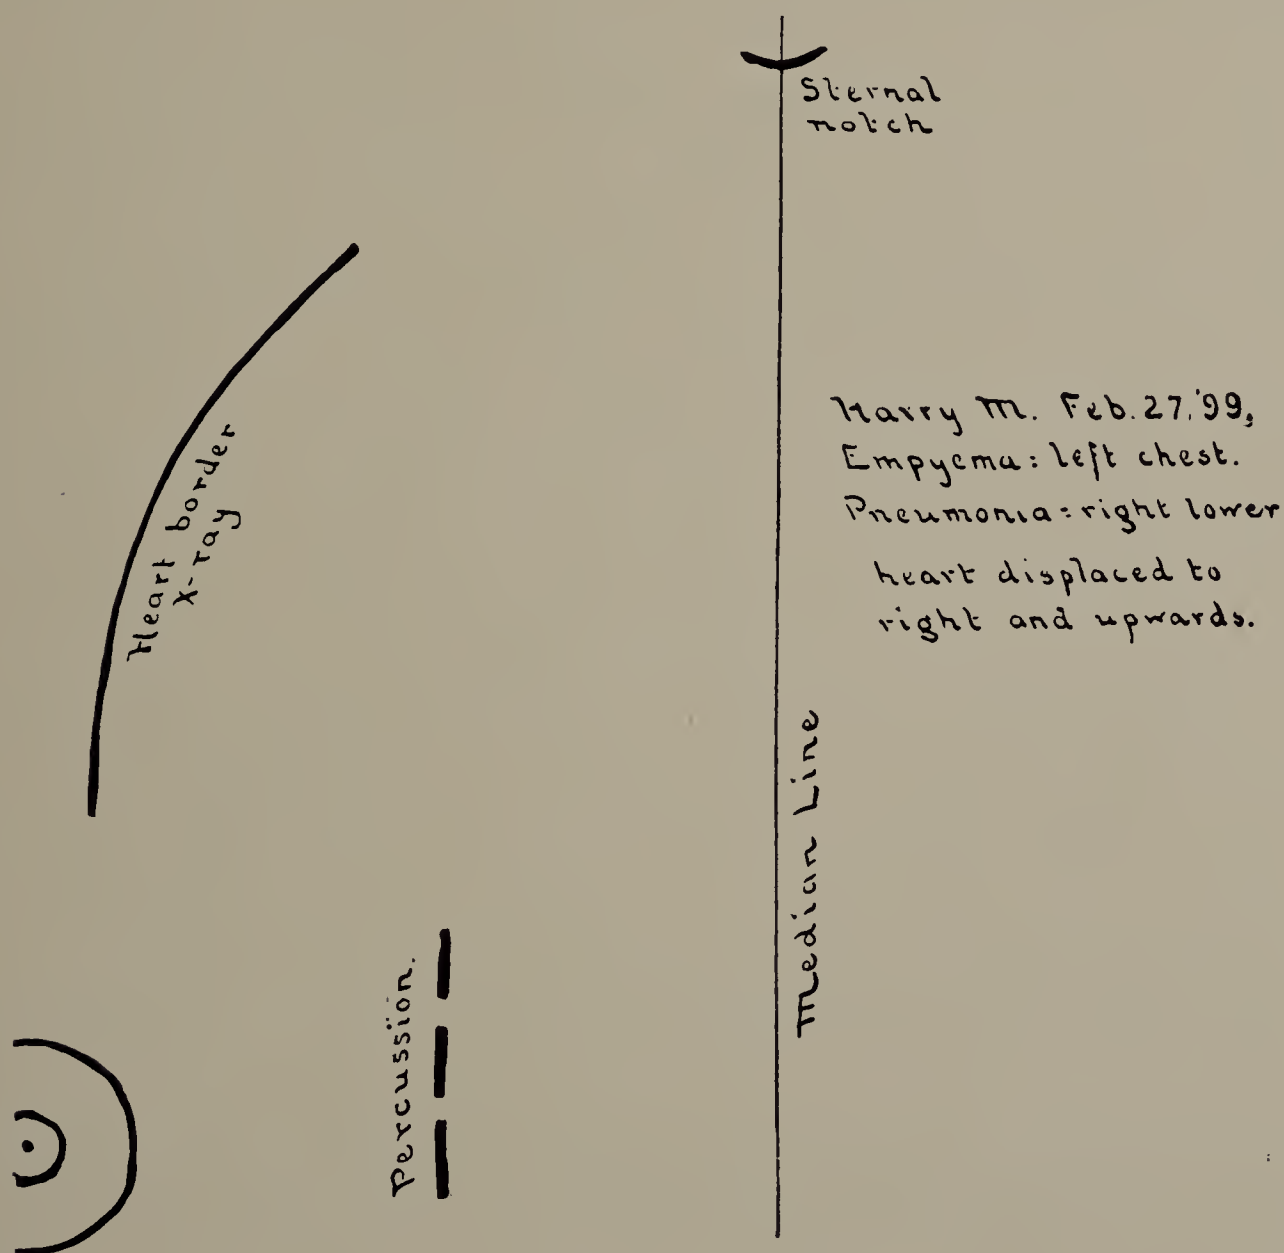 Sternal
notch
Harry M. Feb. 27, '99,
Empyema: left chest.
Pneumonia: right lower
heart displaced to
right and upwards.
Heart border
X-ray
Median Line
Percussion.